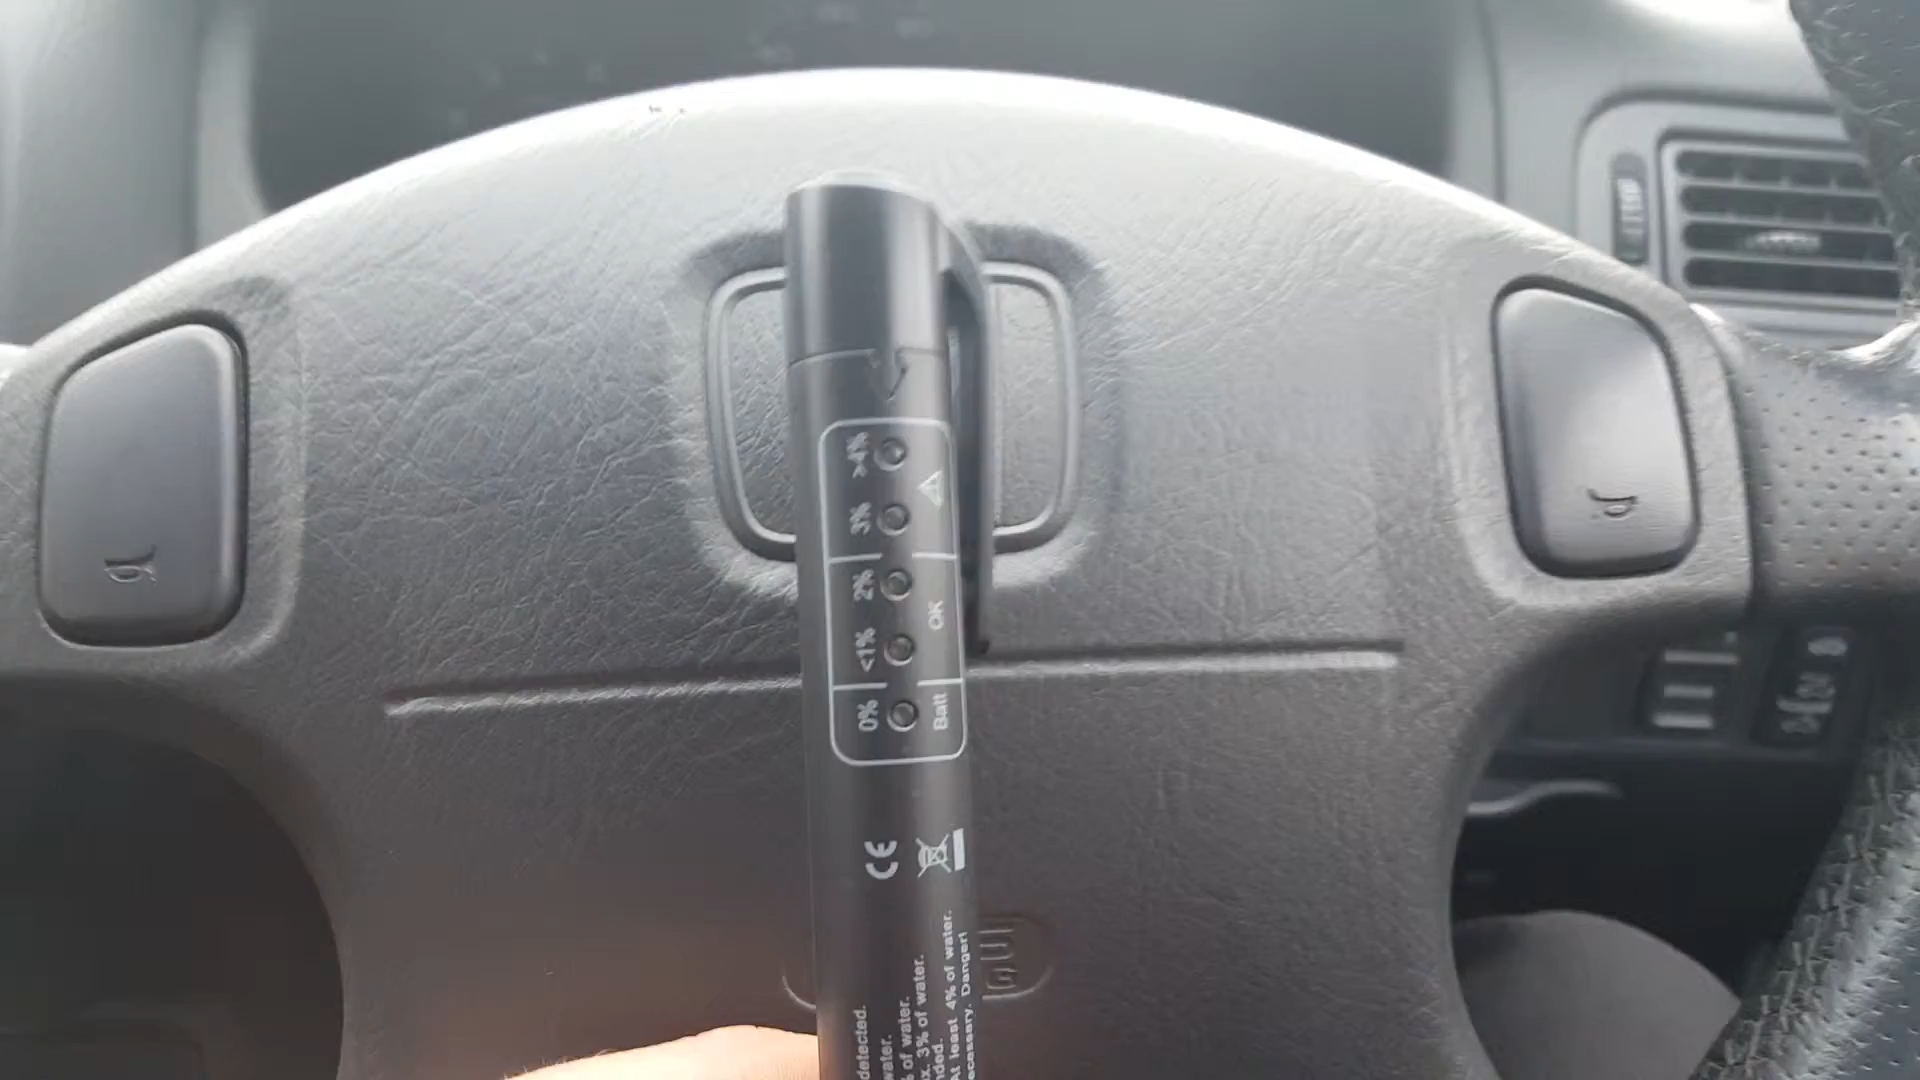 >4%
3%
2%
<1%
0%
OK
Batt
CE
detected.
water.
% of water.
x. 3% of water.
nded.
At least 4% of water.
ecessary. Danger!